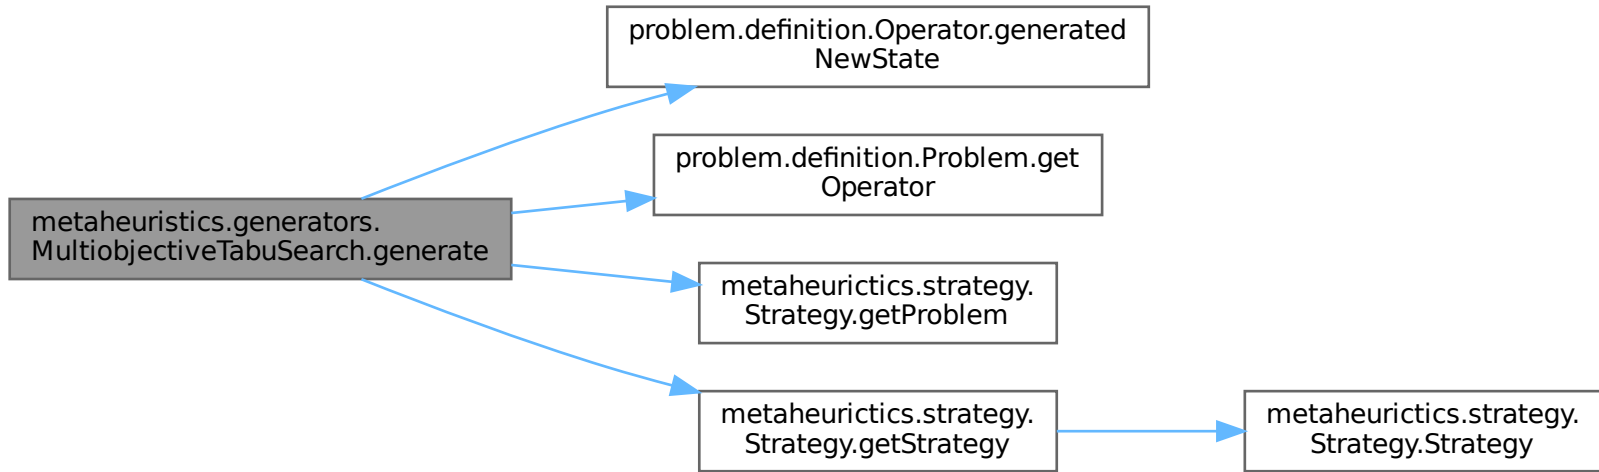 problem.definition.Operator.generated
NewState
problem.definition.Problem.get
Operator
metaheuristics.generators.
MultiobjectiveTabuSearch.generate
metaheurictics.strategy.
Strategy.getProblem
metaheurictics.strategy.
Strategy.getStrategy
metaheurictics.strategy.
Strategy.Strategy